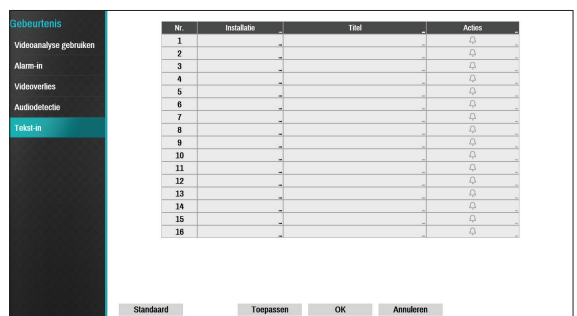 Gebeurtenis
Videoanalyse gebruiken
Alarm-in
Videoverlies
Audiodetectie
Tekst-in
Nr. Installatie ... Titel ... Acties ...
1 ... ... ...
2 ... ... ...
3 ... ... ...
4 ... ... ...
5 ... ... ...
6 ... ... ...
7 ... ... ...
8 ... ... ...
9 ... ... ...
10 ... ... ...
11 ... ... ...
12 ... ... ...
13 ... ... ...
14 ... ... ...
15 ... ... ...
16 ... ... ...
Standaard Toepassen OK Annuleren